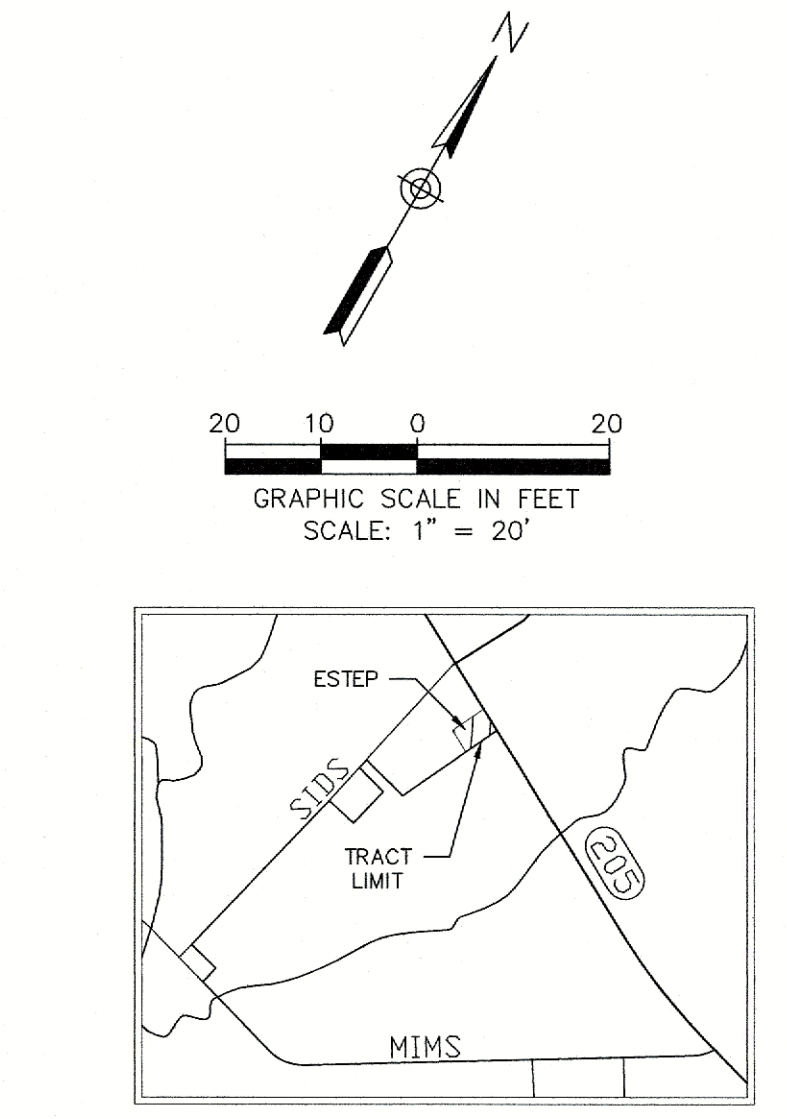 N
20 10 0 20
GRAPHIC SCALE IN FEET
SCALE: 1" = 20'
ESTEP
SIDS
TRACT
LIMIT
205
MIMS